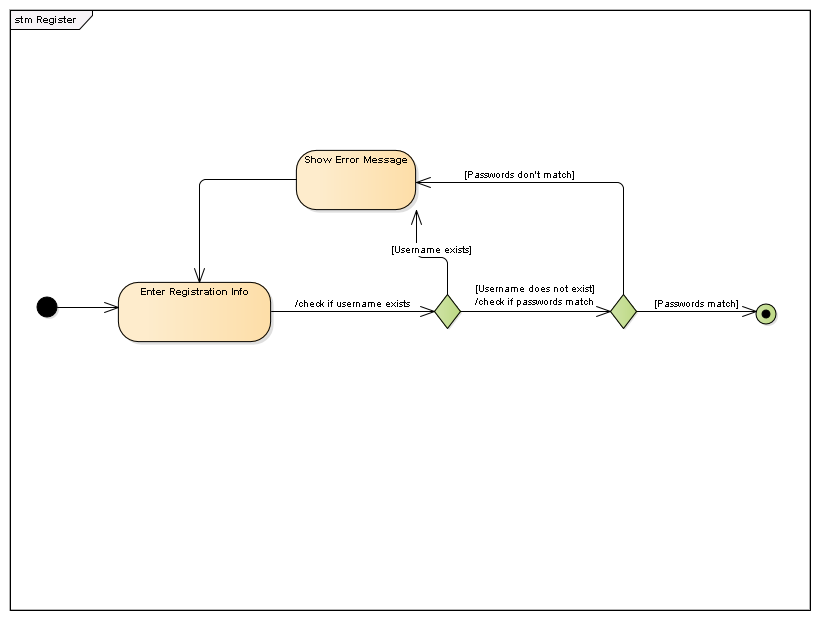 stm Register
Show Error Message
[Passwords don't match]
[Username exists]
Enter Registration Info
/check if username exists
[Username does not exist]
/check if passwords match
[Passwords match]